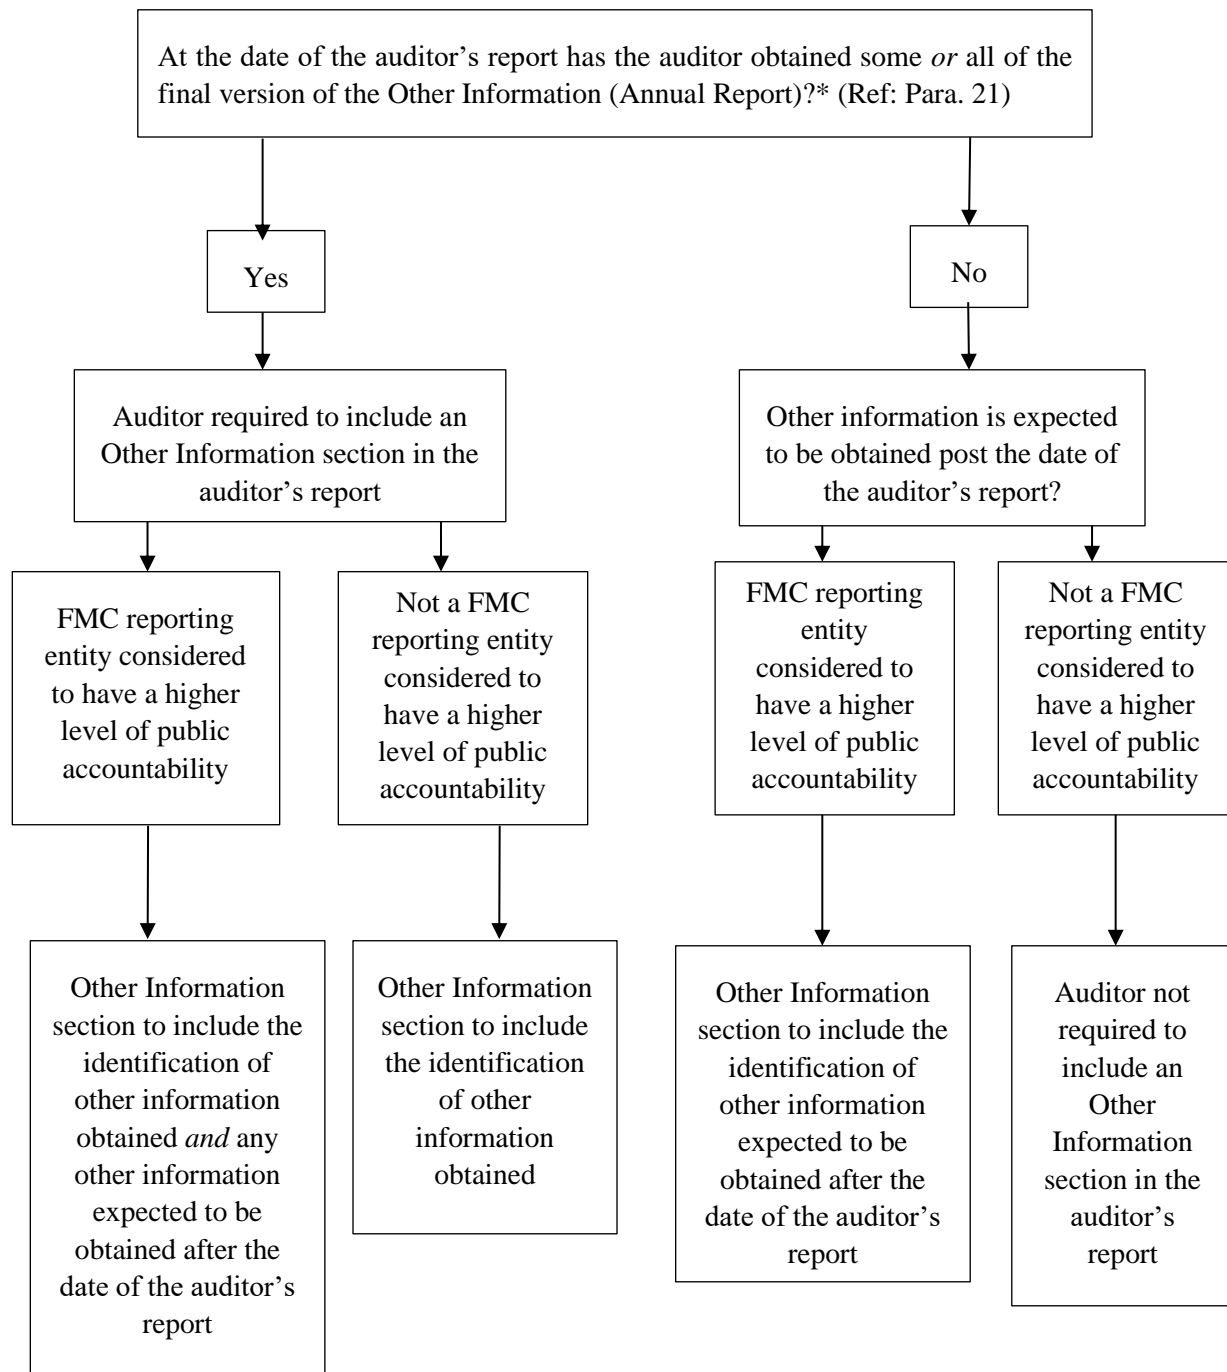 At the date of the auditor’s report has the auditor obtained some or all of the
final version of the Other Information (Annual Report)?* (Ref: Para. 21)
Yes
No
Auditor required to include an
Other Information section in the
auditor’s report
Other information is expected
to be obtained post the date of
the auditor’s report?
FMC reporting
entity considered
to have a higher
level of public
accountability
Not a FMC
reporting entity
considered to
have a higher
level of public
accountability
FMC reporting
entity
considered to
have a higher
level of public
accountability
Not a FMC
reporting entity
considered to
have a higher
level of public
accountability
Other Information
section to include the
identification of
other information
obtained and any
other information
expected to be
obtained after the
date of the auditor’s
report
Other Information
section to include
the identification
of other
information
obtained
Other Information
section to include the
identification of
other information
expected to be
obtained after the
date of the auditor’s
report
Auditor not
required to
include an
Other
Information
section in the
auditor’s
report